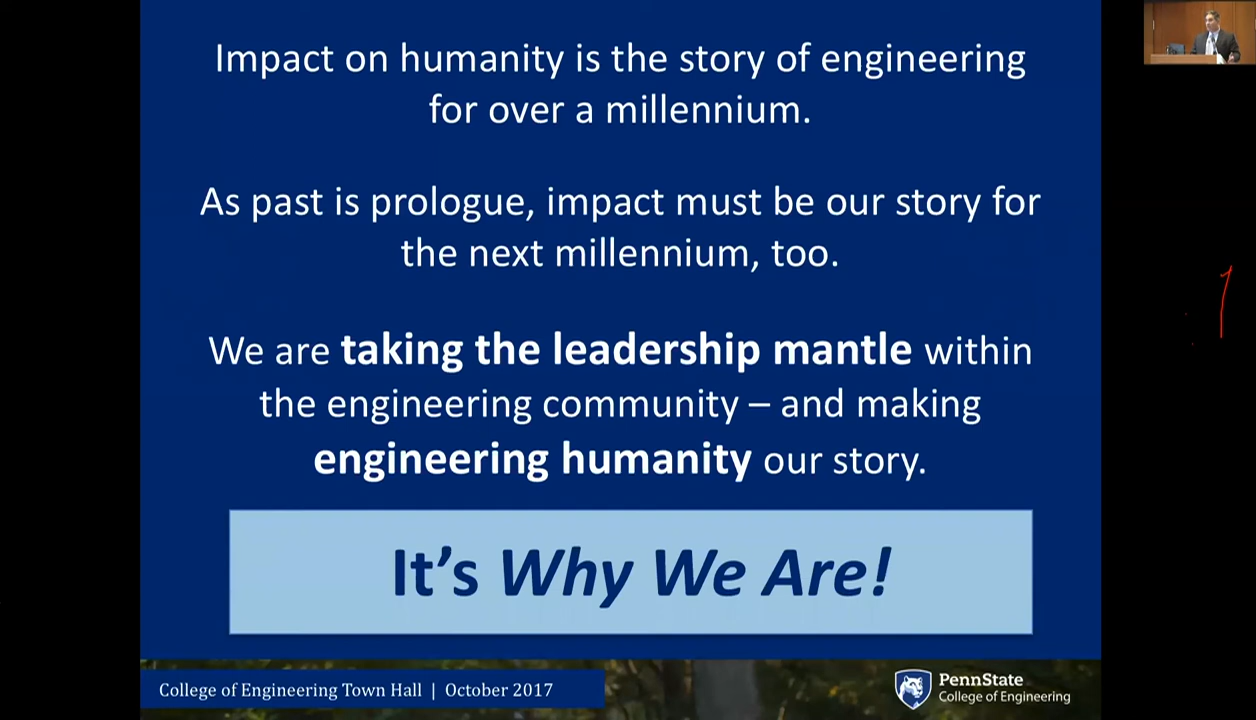 Impact on humanity is the story of engineering
for over a millennium.
As past is prologue, impact must be our story for
the next millennium, too.
We are taking the leadership mantle within
the engineering community – and making
engineering humanity our story.
It's Why We Are!
College of Engineering Town Hall | October 2017
PennState
College of Engineering